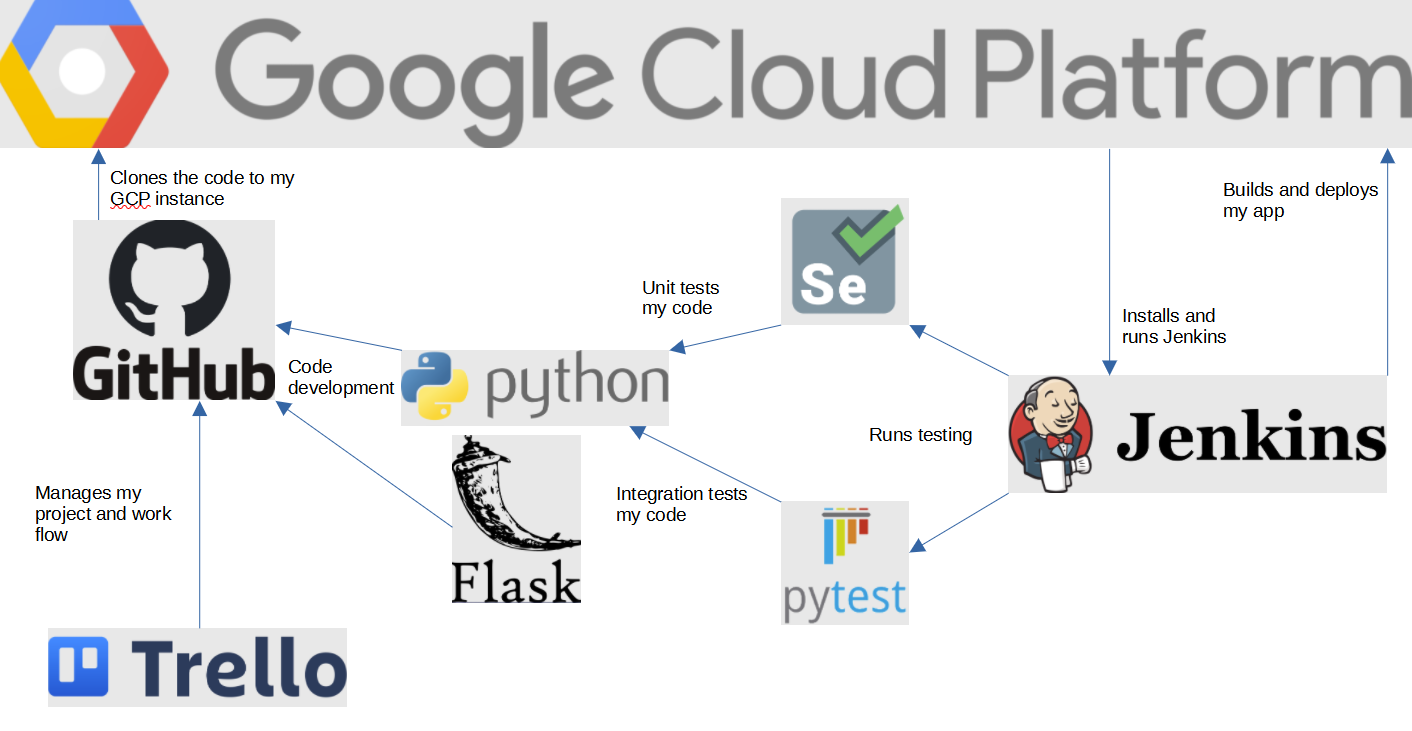 Google Cloud Platform
Clones the code to my
GCP instance
Builds and deploys
my app
Se
Unit tests
my code
Installs and
runs Jenkins
GitHub
Code
development
python
Runs testing
Jenkins
Manages my
project and work
flow
Integration tests
my code
Flask
pytest
Trello